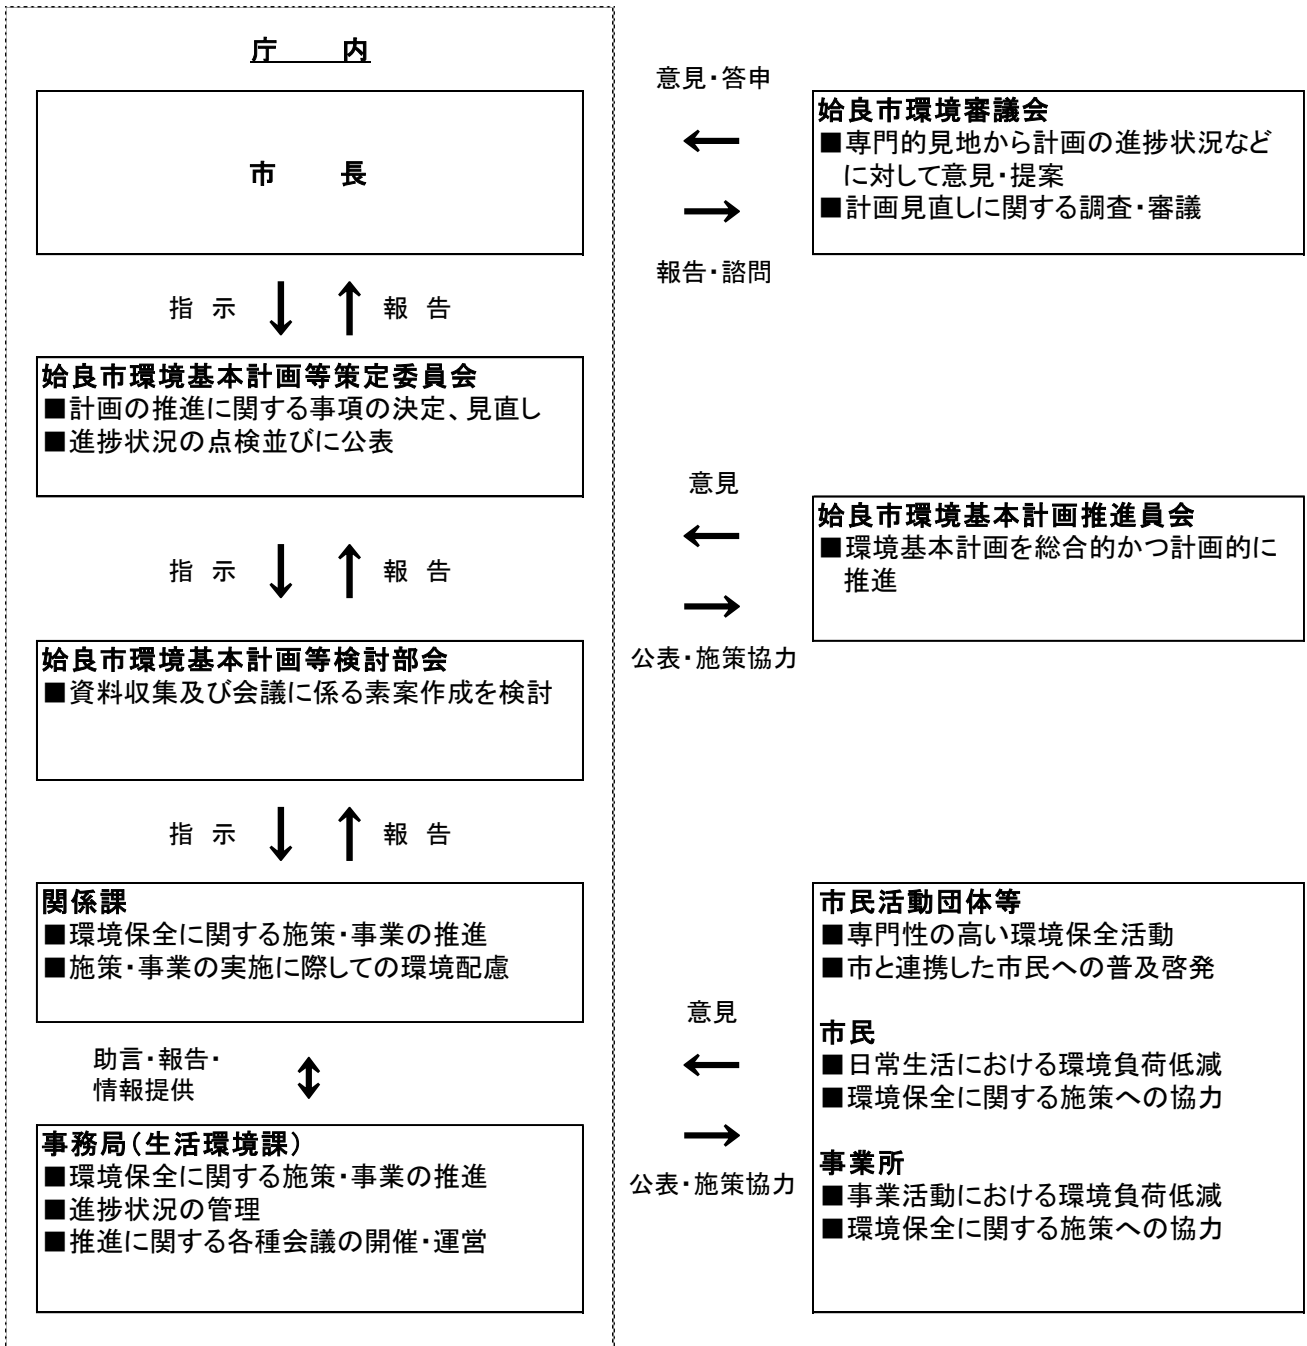 庁　内
市　長
指 示
報 告
姶良市環境基本計画等策定委員会
■計画の推進に関する事項の決定、見直し
■進捗状況の点検並びに公表
指 示
報 告
姶良市環境基本計画等検討部会
■資料収集及び会議に係る素案作成を検討
指 示
報 告
関係課
■環境保全に関する施策・事業の推進
■施策・事業の実施に際しての環境配慮
助言・報告・
情報提供
事務局（生活環境課）
■環境保全に関する施策・事業の推進
■進捗状況の管理
■推進に関する各種会議の開催・運営
意見・答申
報告・諮問
姶良市環境審議会
■専門的見地から計画の進捗状況など
に対して意見・提案
■計画見直しに関する調査・審議
意見
公表・施策協力
姶良市環境基本計画推進員会
■環境基本計画を総合的かつ計画的に
推進
意見
公表・施策協力
市民活動団体等
■専門性の高い環境保全活動
■市と連携した市民への普及啓発
市民
■日常生活における環境負荷低減
■環境保全に関する施策への協力
事業所
■事業活動における環境負荷低減
■環境保全に関する施策への協力